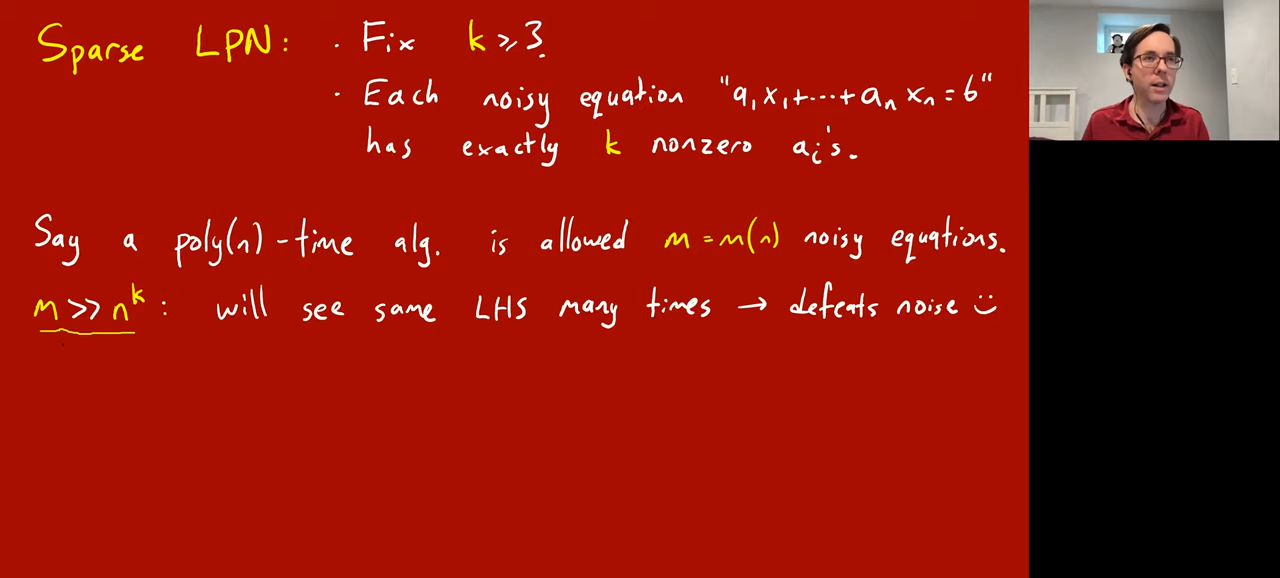 Sparse LPN: · Fix k ≥ 3.
· Each noisy equation "a₁x₁+···+aₙxₙ=b"
has exactly k nonzero aᵢ's.
Say a poly(n)-time alg. is allowed m=m(n) noisy equations.
m >> nᵏ: will see same LHS many times → defeats noise ☺